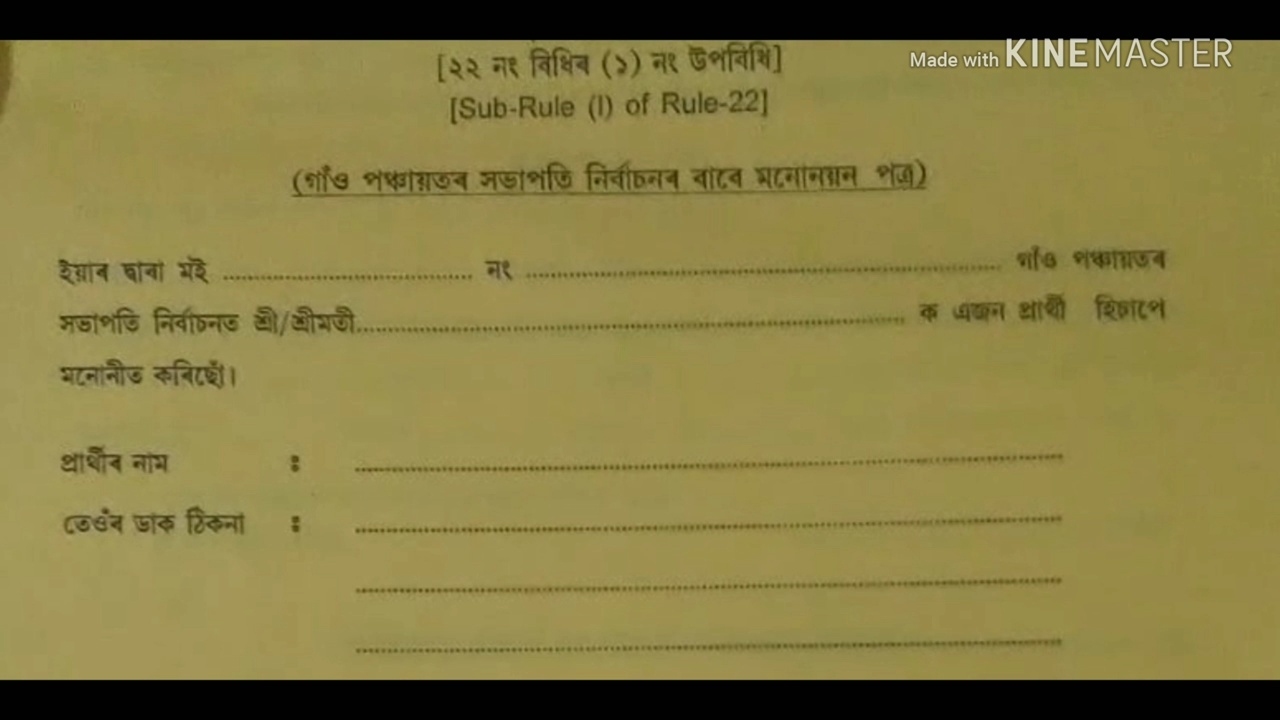 Made with KINEMASTER
[২২ নং বিধিৰ (১) নং উপবিধি]
[Sub-Rule (I) of Rule-22]
(গাঁও পঞ্চায়তৰ সভাপতি নিৰ্বাচনৰ বাবে মনোনয়ন পত্ৰ)
ইয়াৰ দ্বাৰা মই .................................. নং .................................................................. গাঁও পঞ্চায়তৰ
সভাপতি নিৰ্বাচনত শ্ৰী/শ্ৰীমতী............................................................................ ক এজন প্ৰাৰ্থী হিচাপে
মনোনীত কৰিছোঁ।
প্ৰাৰ্থীৰ নাম : ..................................................................................................
তেওঁৰ ডাক ঠিকনা : ..................................................................................................
..................................................................................................
..................................................................................................